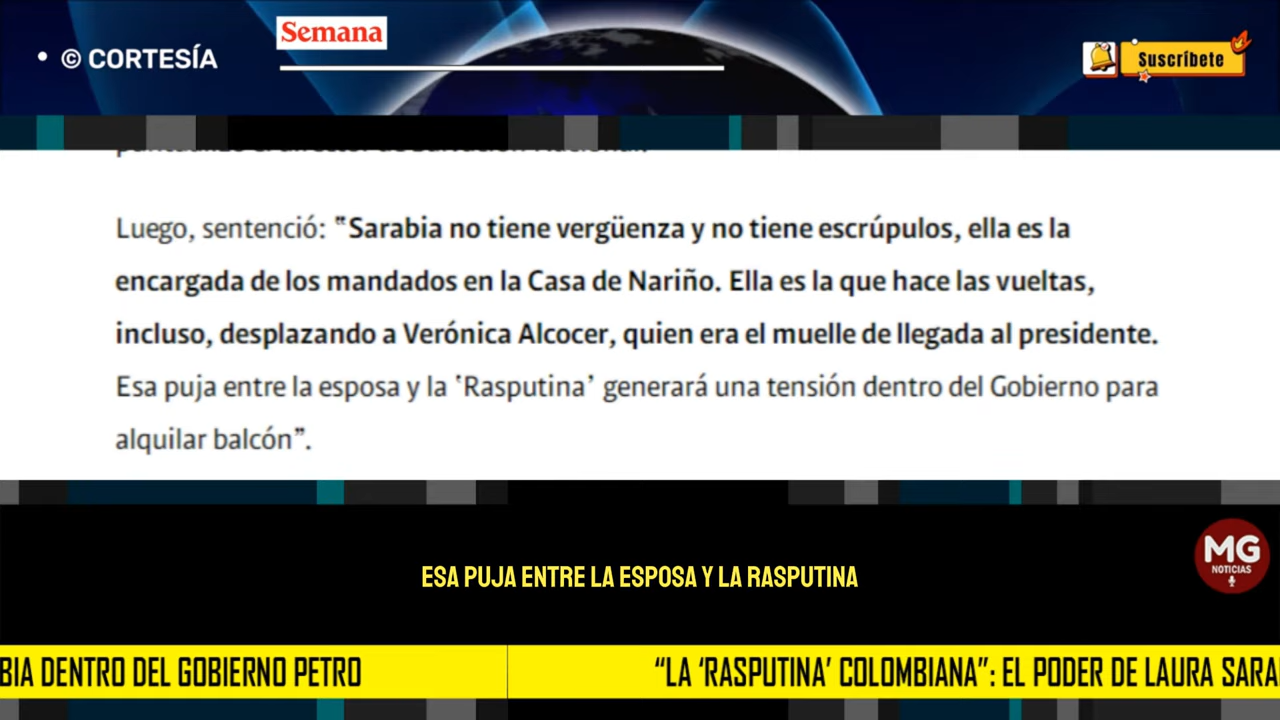 • © CORTESÍA
Semana
Suscríbete
Luego, sentenció: “Sarabia no tiene vergüenza y no tiene escrúpulos, ella es la
encargada de los mandados en la Casa de Nariño. Ella es la que hace las vueltas,
incluso, desplazando a Verónica Alcocer, quien era el muelle de llegada al presidente.
Esa puja entre la esposa y la ‘Rasputina’ generará una tensión dentro del Gobierno para
alquilar balcón”.
MG
NOTICIAS
ESA PUJA ENTRE LA ESPOSA Y LA RASPUTINA
BIA DENTRO DEL GOBIERNO PETRO
“LA ‘RASPUTINA’ COLOMBIANA”: EL PODER DE LAURA SARA